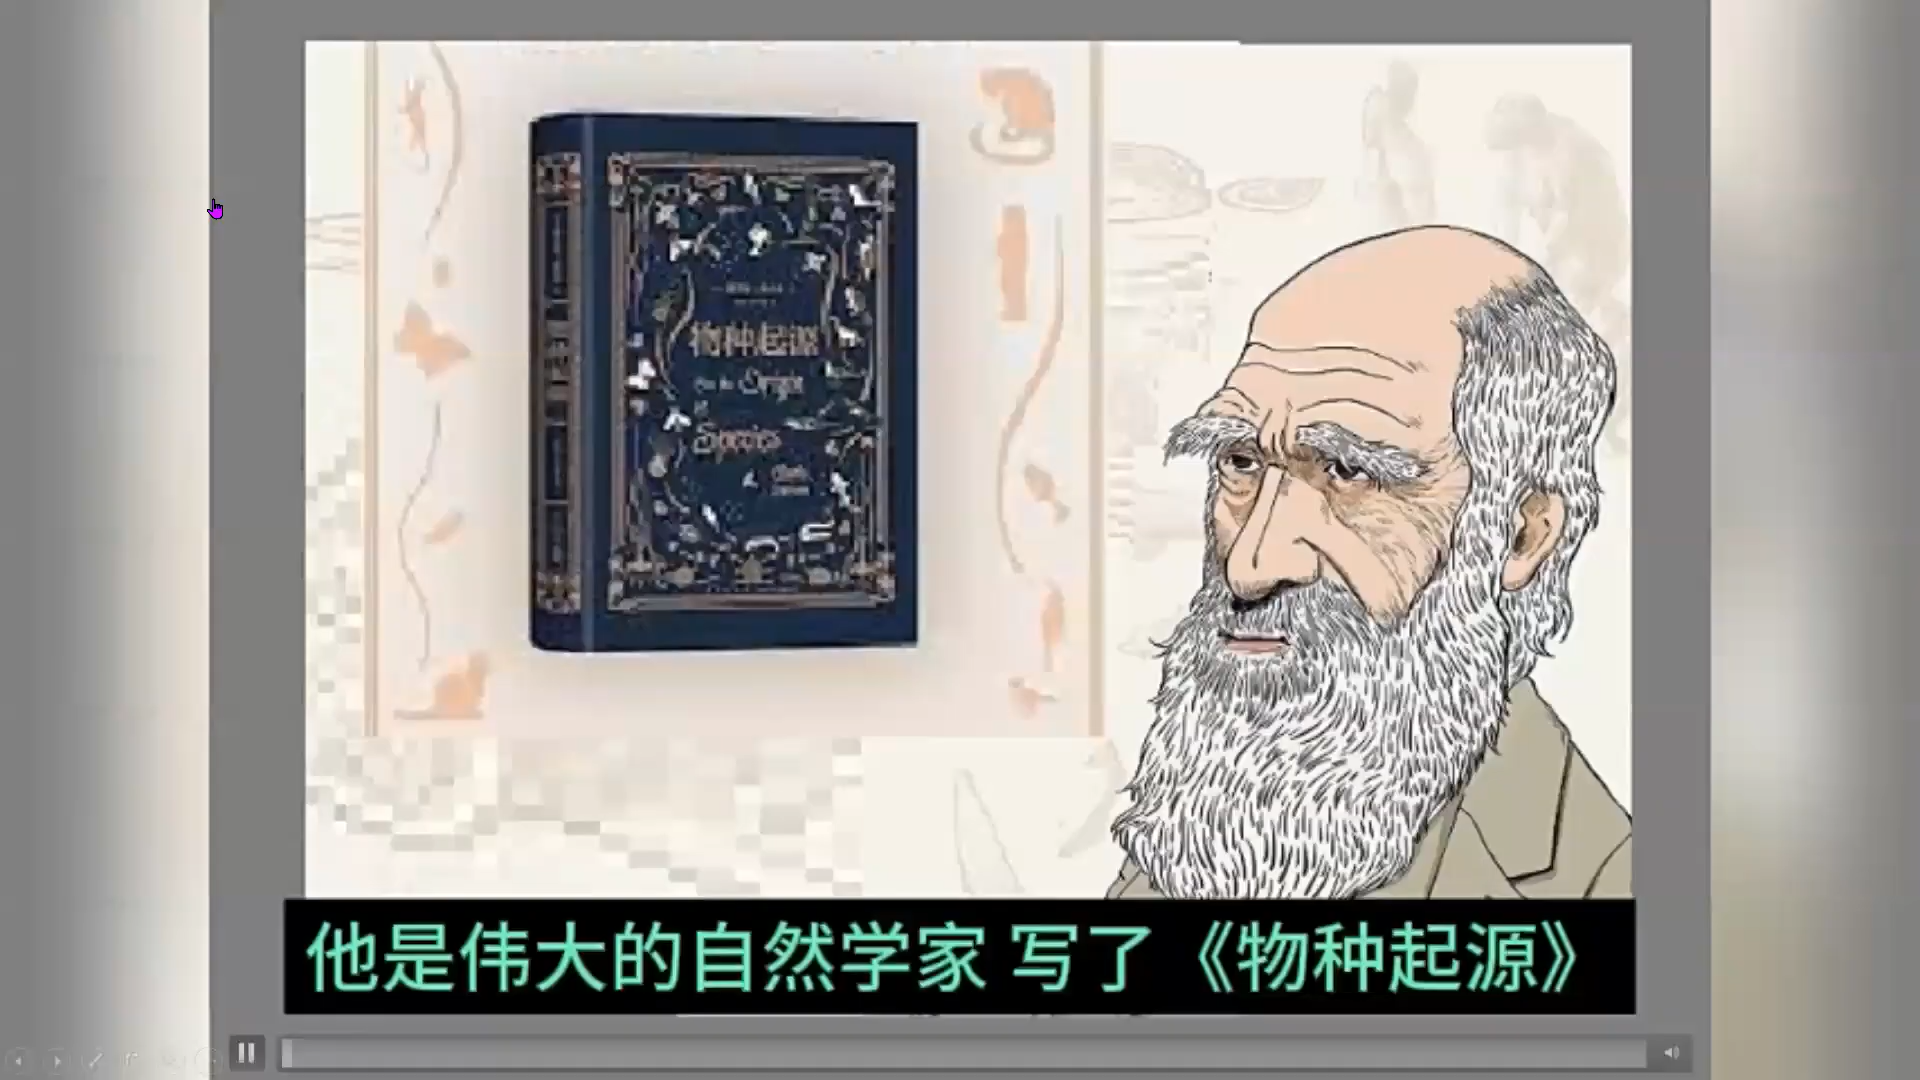 物种起源
On the Origin
of
Species
他是伟大的自然学家 写了《物种起源》